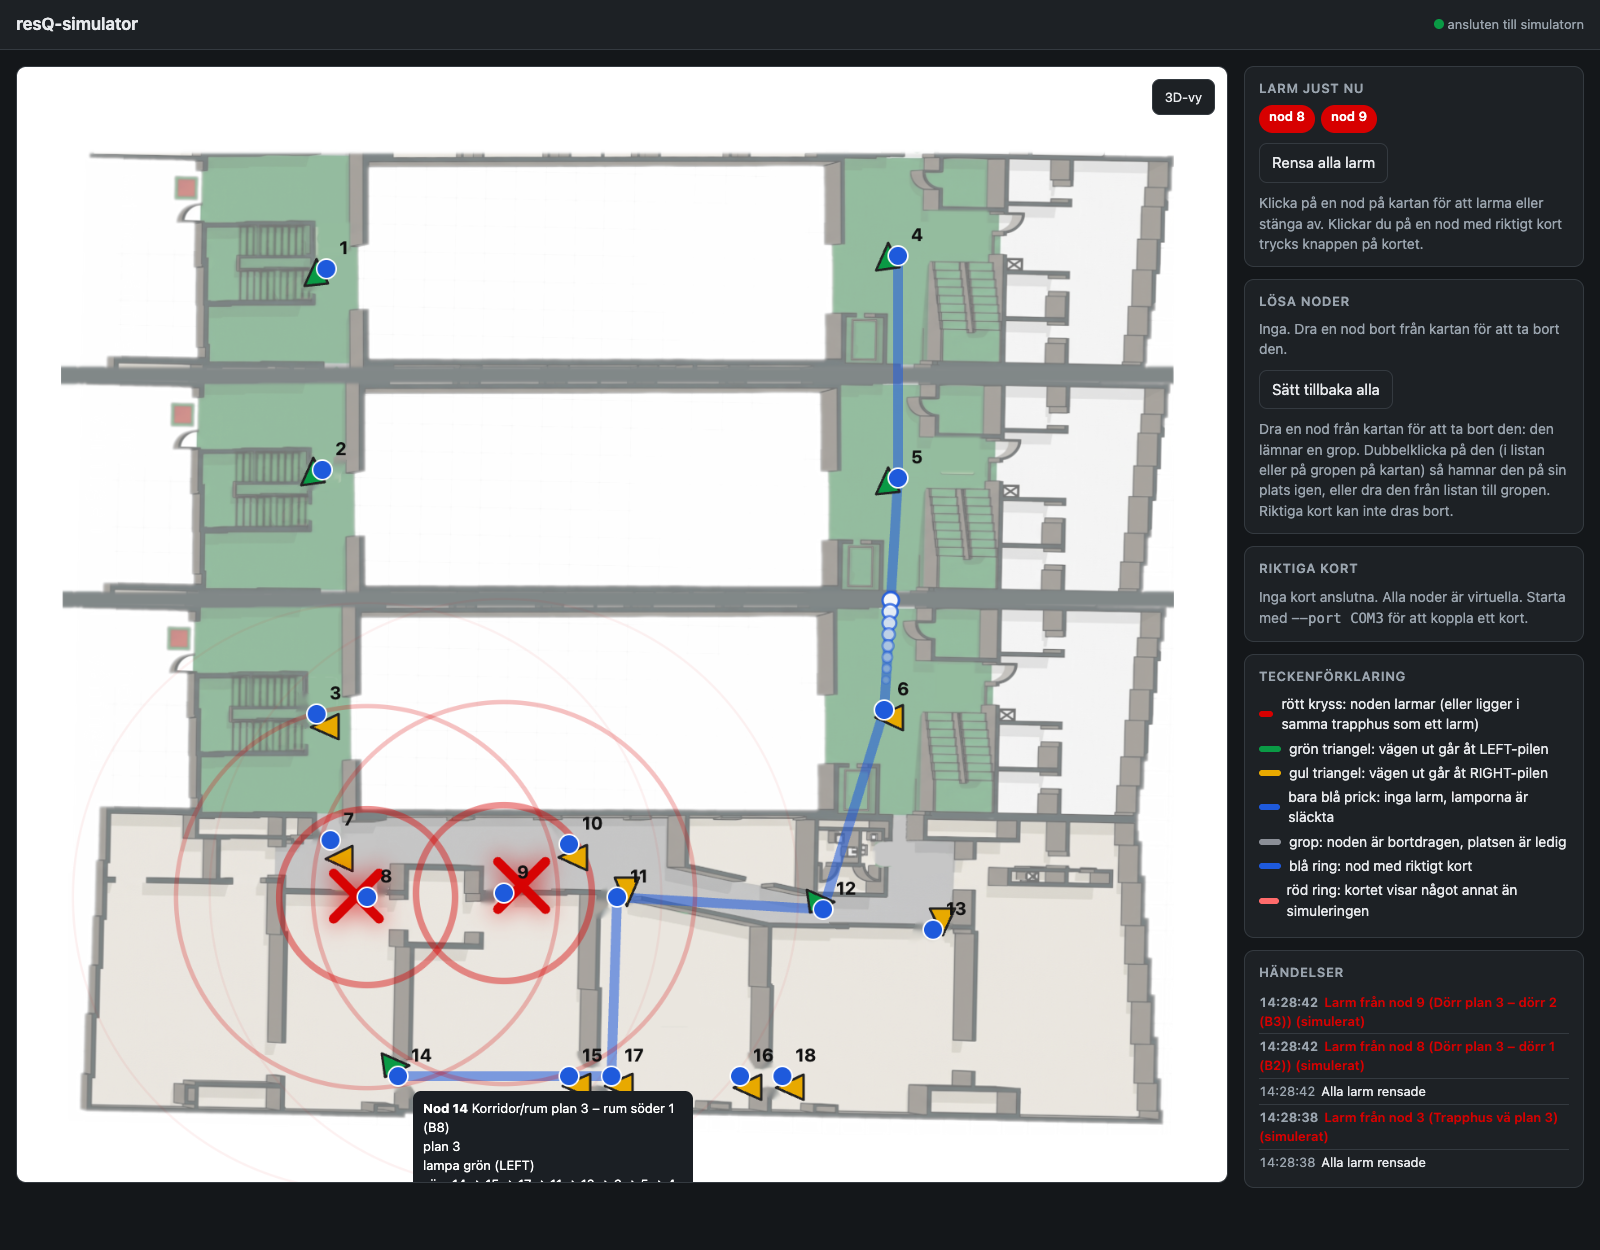 resQ-simulator
ansluten till simulatorn
3D-vy
1
4
2
5
3
6
7
10
8
9
11
12
13
14
15
17
16
18
Nod 14 Korridor/rum plan 3 – rum söder 1
(B8)
plan 3
lampa grön (LEFT)
LARM JUST NU
nod 8 nod 9
Rensa alla larm
Klicka på en nod på kartan för att larma eller
stänga av. Klickar du på en nod med riktigt kort
trycks knappen på kortet.
LÖSA NODER
Inga. Dra en nod bort från kartan för att ta bort
den.
Sätt tillbaka alla
Dra en nod från kartan för att ta bort den: den
lämnar en grop. Dubbelklicka på den (i listan
eller på gropen på kartan) så hamnar den på sin
plats igen, eller dra den från listan till gropen.
Riktiga kort kan inte dras bort.
RIKTIGA KORT
Inga kort anslutna. Alla noder är virtuella. Starta
med --port COM3 för att koppla ett kort.
TECKENFÖRKLARING
rött kryss: noden larmar (eller ligger i
samma trapphus som ett larm)
grön triangel: vägen ut går åt LEFT-pilen
gul triangel: vägen ut går åt RIGHT-pilen
bara blå prick: inga larm, lamporna är
släckta
grop: noden är bortdragen, platsen är ledig
blå ring: nod med riktigt kort
röd ring: kortet visar något annat än
simuleringen
HÄNDELSER
14:28:42 Larm från nod 9 (Dörr plan 3 – dörr 2
(B3)) (simulerat)
14:28:42 Larm från nod 8 (Dörr plan 3 – dörr 1
(B2)) (simulerat)
14:28:42 Alla larm rensade
14:28:38 Larm från nod 3 (Trapphus vä plan 3)
(simulerat)
14:28:38 Alla larm rensade